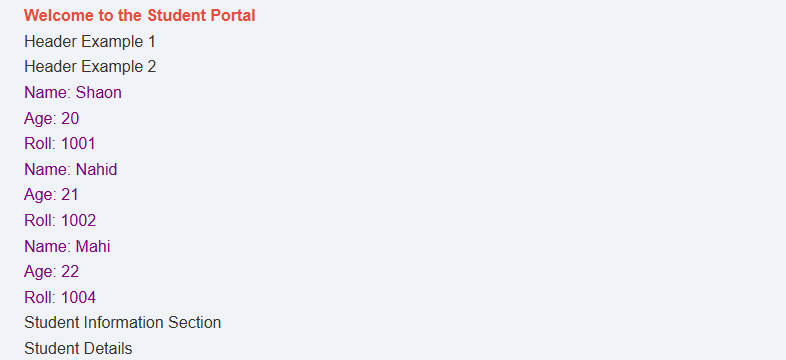 Welcome to the Student Portal
Header Example 1
Header Example 2
Name: Shaon
Age: 20
Roll: 1001
Name: Nahid
Age: 21
Roll: 1002
Name: Mahi
Age: 22
Roll: 1004
Student Information Section
Student Details